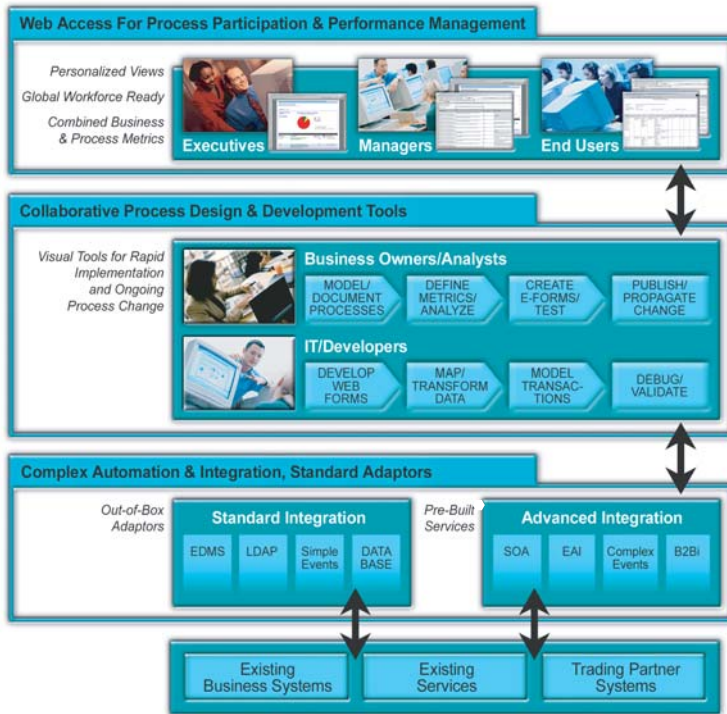 Web Access For Process Participation & Performance Management
Personalized Views
Global Workforce Ready
Combined Business
& Process Metrics
Executives
Managers
End Users
Collaborative Process Design & Development Tools
Visual Tools for Rapid
Implementation
and Ongoing
Process Change
Business Owners/Analysts
MODEL/
DOCUMENT
PROCESSES
DEFINE
METRICS/
ANALYZE
CREATE
E-FORMS/
TEST
PUBLISH/
PROPAGATE
CHANGE
IT/Developers
DEVELOP
WEB
FORMS
MAP/
TRANSFORM
DATA
MODEL
TRANSAC-
TIONS
DEBUG/
VALIDATE
Complex Automation & Integration, Standard Adaptors
Out-of-Box
Adaptors
Standard Integration
EDMS
LDAP
Simple
Events
DATA
BASE
Pre-Built
Services
Advanced Integration
SOA
EAI
Complex
Events
B2Bi
Existing
Business Systems
Existing
Services
Trading Partner
Systems